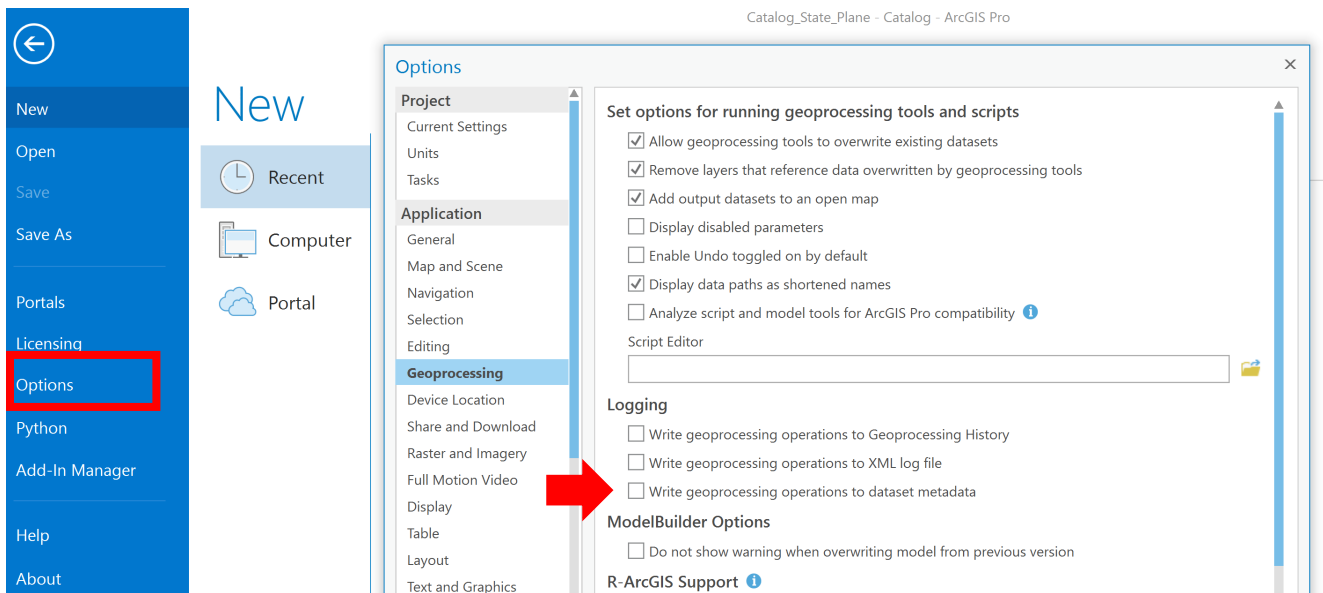 Catalog_State_Plane - Catalog - ArcGIS Pro
New
Open
Save
Save As
Portals
Licensing
Options
Python
Add-In Manager
Help
About
New
Recent
Computer
Portal
Options
Project
Current Settings
Units
Tasks
Application
General
Map and Scene
Navigation
Selection
Editing
Geoprocessing
Device Location
Share and Download
Raster and Imagery
Full Motion Video
Display
Table
Layout
Text and Graphics
Set options for running geoprocessing tools and scripts
Allow geoprocessing tools to overwrite existing datasets
Remove layers that reference data overwritten by geoprocessing tools
Add output datasets to an open map
Display disabled parameters
Enable Undo toggled on by default
Display data paths as shortened names
Analyze script and model tools for ArcGIS Pro compatibility
Script Editor
Logging
Write geoprocessing operations to Geoprocessing History
Write geoprocessing operations to XML log file
Write geoprocessing operations to dataset metadata
ModelBuilder Options
Do not show warning when overwriting model from previous version
R-ArcGIS Support